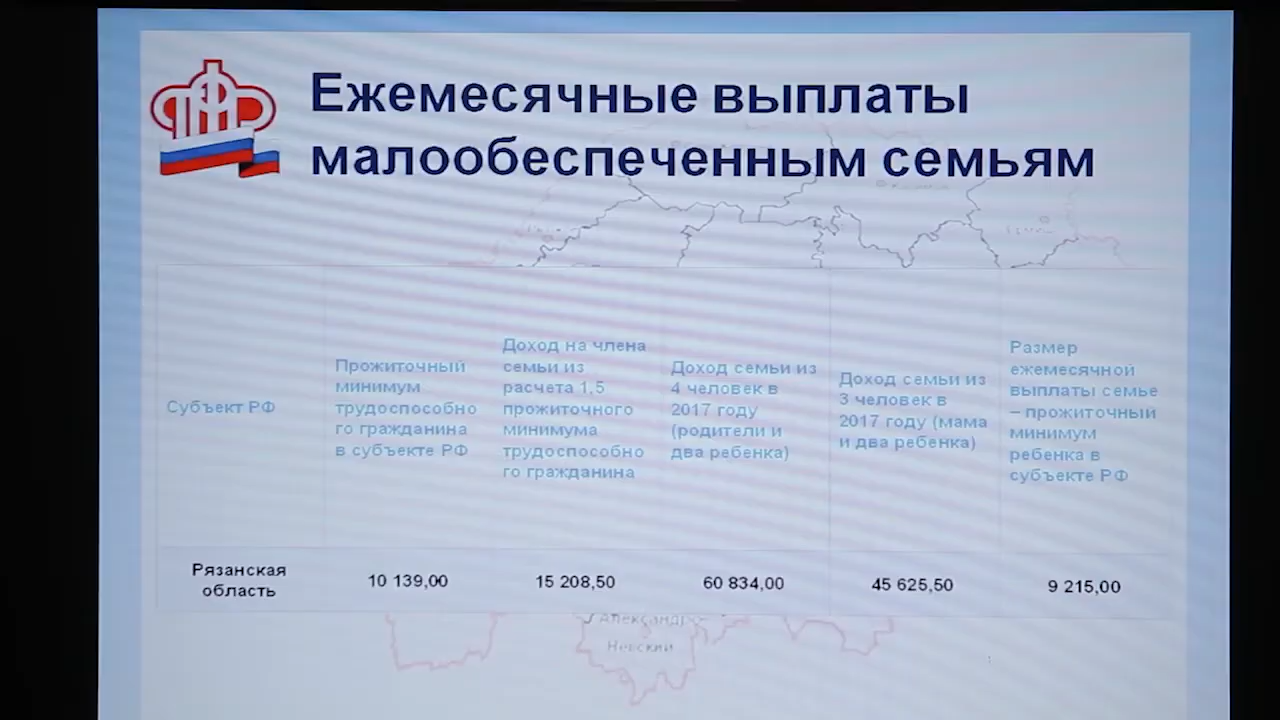 Ежемесячные выплаты
малообеспеченным семьям
Субъект РФ
Прожиточный
минимум
трудоспособно
го гражданина
в субъекте РФ
Доход на члена
семьи из
расчета 1,5
прожиточного
минимума
трудоспособно
го гражданина
Доход семьи из
4 человек в
2017 году
(родители и
два ребенка)
Доход семьи из
3 человек в
2017 году (мама
и два ребенка)
Размер
ежемесячной
выплаты семье
– прожиточный
минимум
ребенка в
субъекте РФ
Рязанская
область
10 139,00
15 208,50
60 834,00
45 625,50
9 215,00
Невский